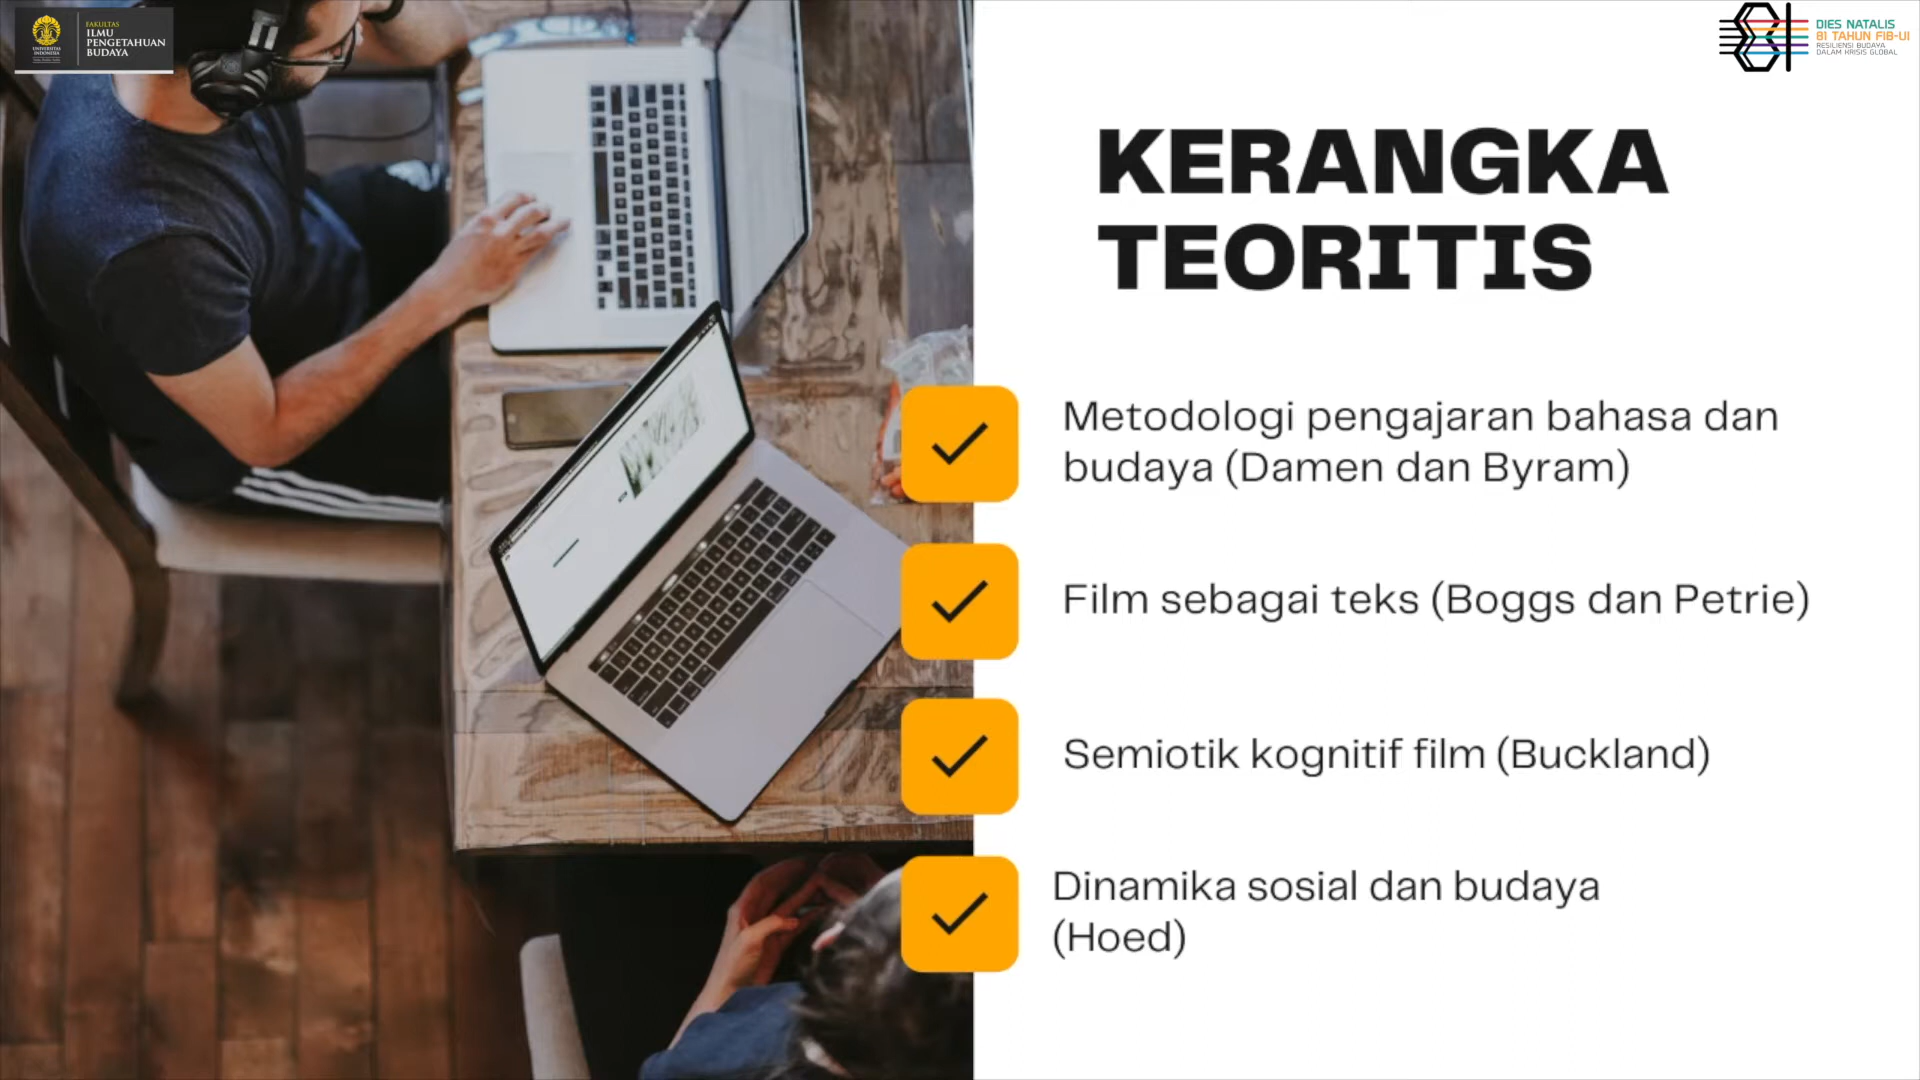 FAKULTAS
ILMU
PENGETAHUAN
BUDAYA
UNIVERSITAS
INDONESIA
DIES NATALIS
81 TAHUN FIB-UI
RESILIENSI BUDAYA
DALAM KRISIS GLOBAL
KERANGKA
TEORITIS
Metodologi pengajaran bahasa dan
budaya (Damen dan Byram)
Film sebagai teks (Boggs dan Petrie)
Semiotik kognitif film (Buckland)
Dinamika sosial dan budaya
(Hoed)